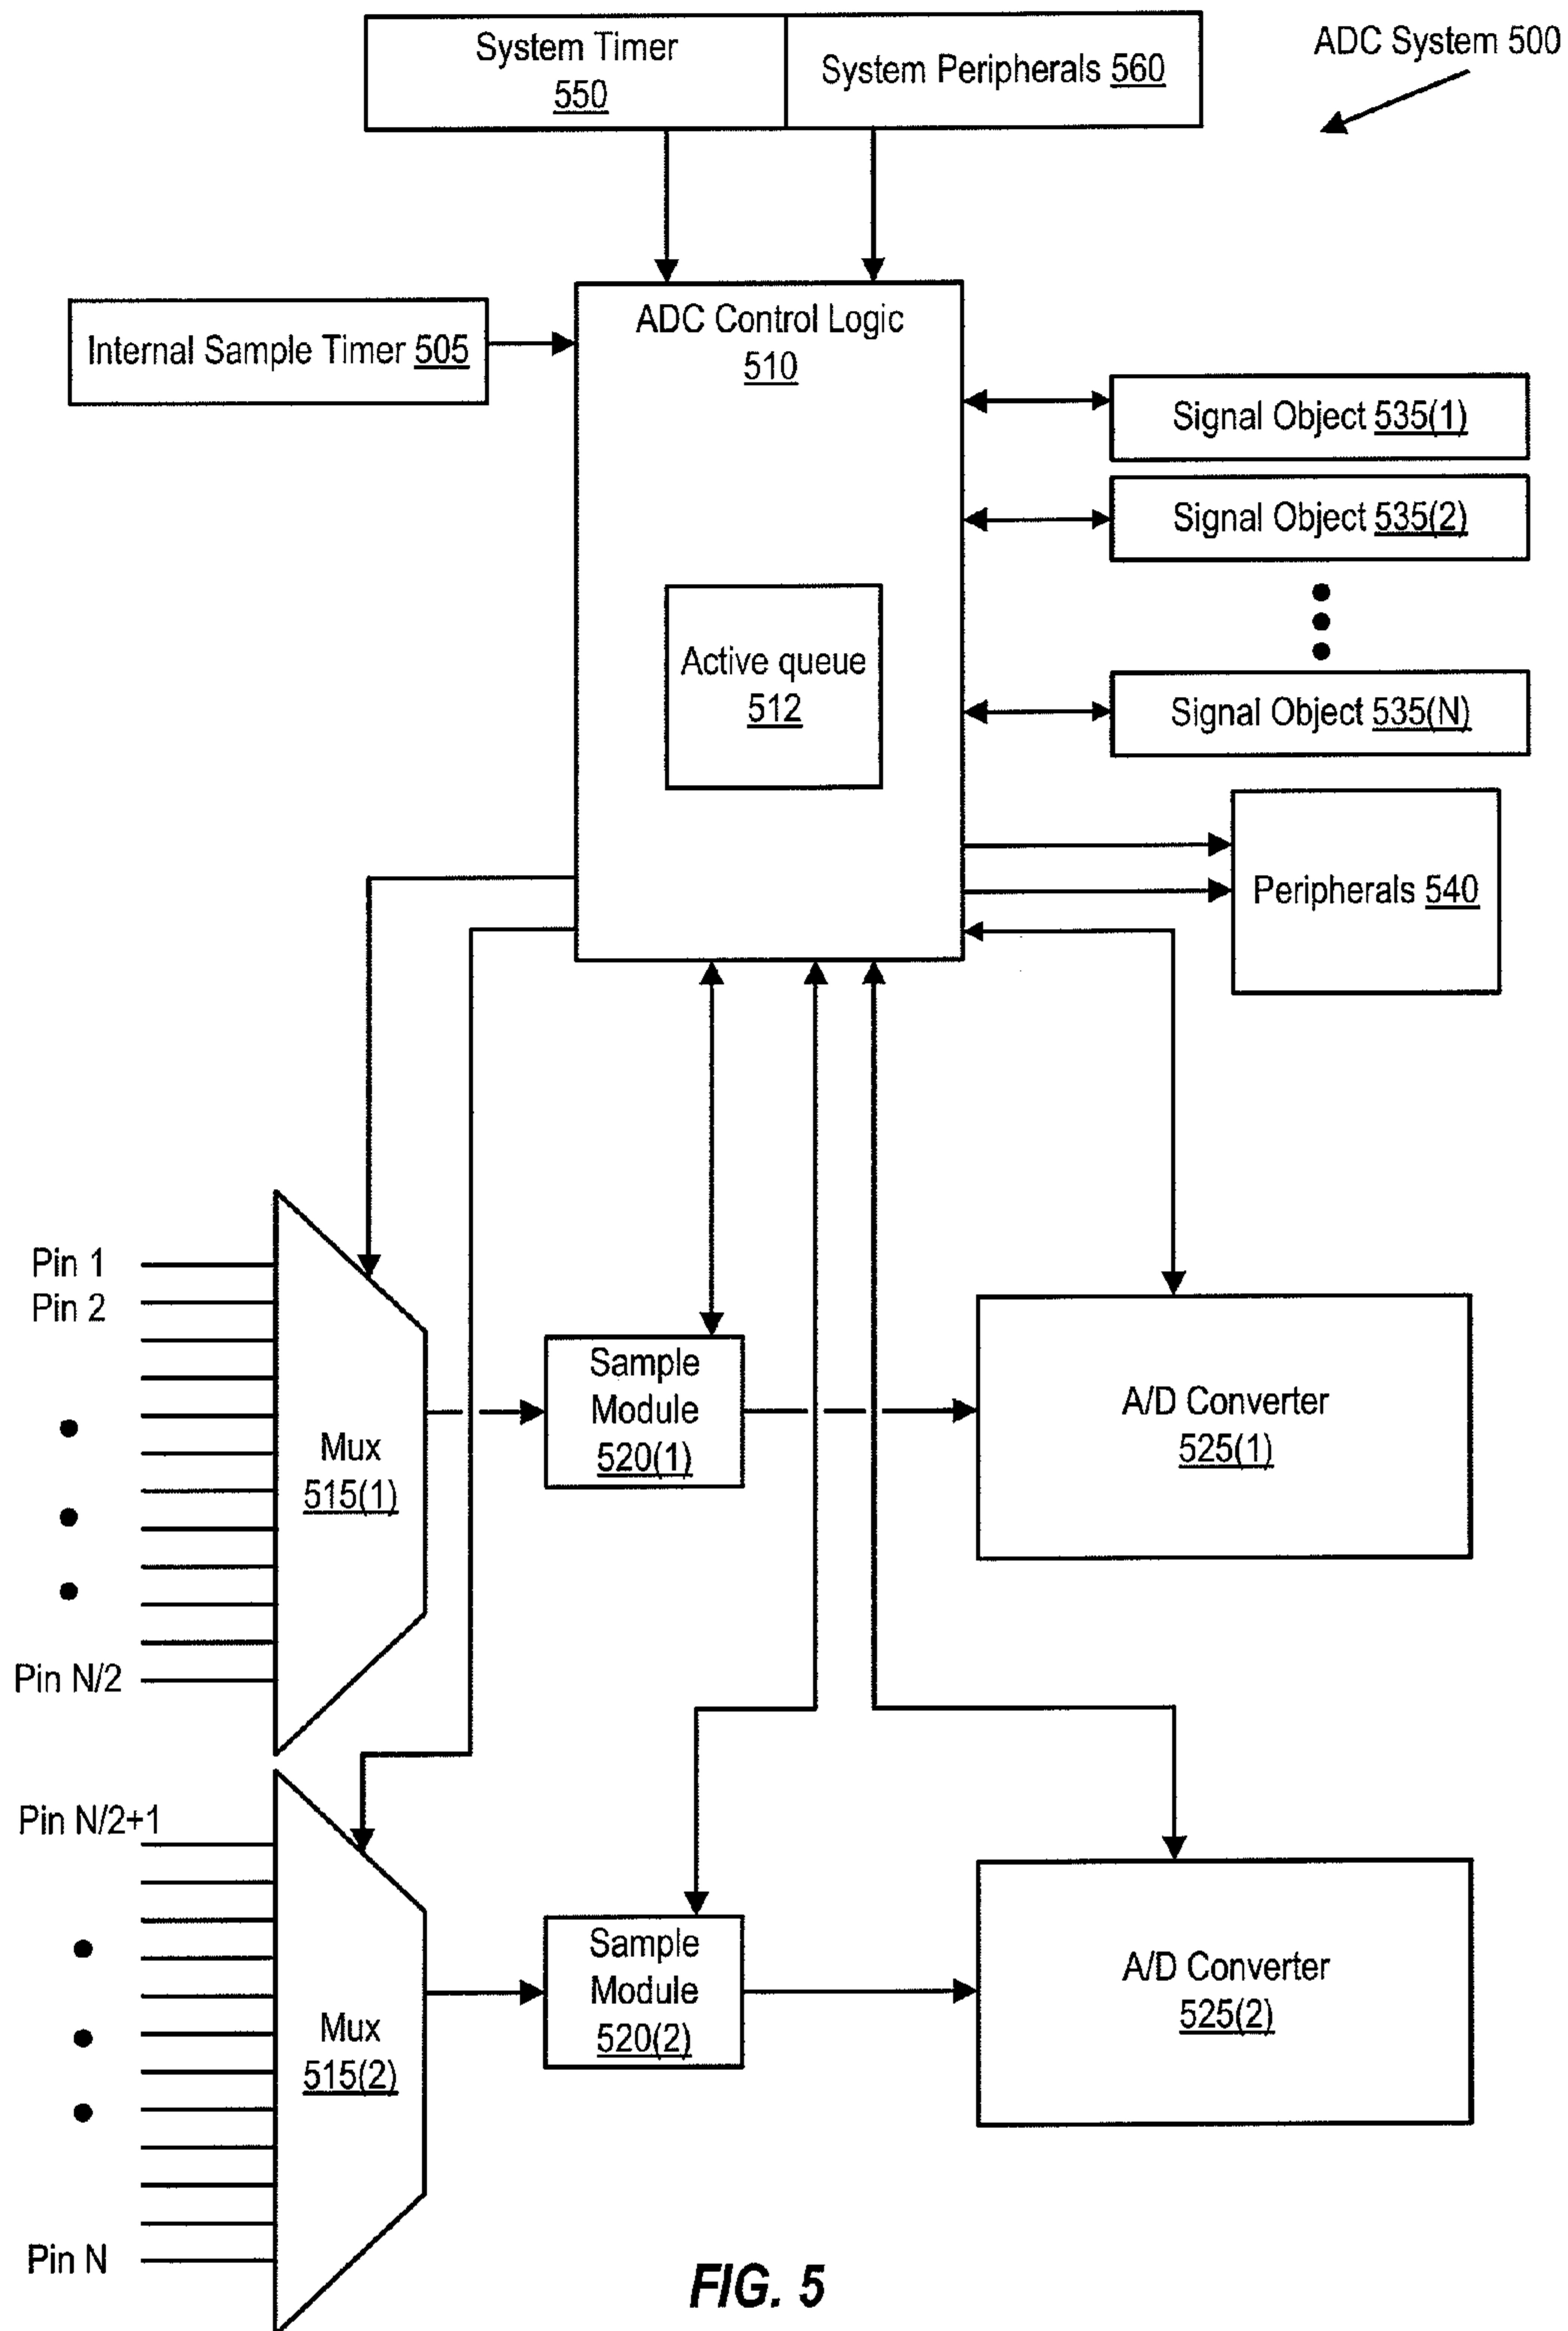 System Timer
550
System Peripherals 560
ADC System 500
Internal Sample Timer 505
ADC Control Logic
510
Signal Object 535(1)
Signal Object 535(2)
Active queue
512
Signal Object 535(N)
Peripherals 540
Pin 1
Pin 2
Pin N/2
Mux
515(1)
Sample
Module
520(1)
A/D Converter
525(1)
Pin N/2+1
Pin N
Mux
515(2)
Sample
Module
520(2)
A/D Converter
525(2)
FIG. 5